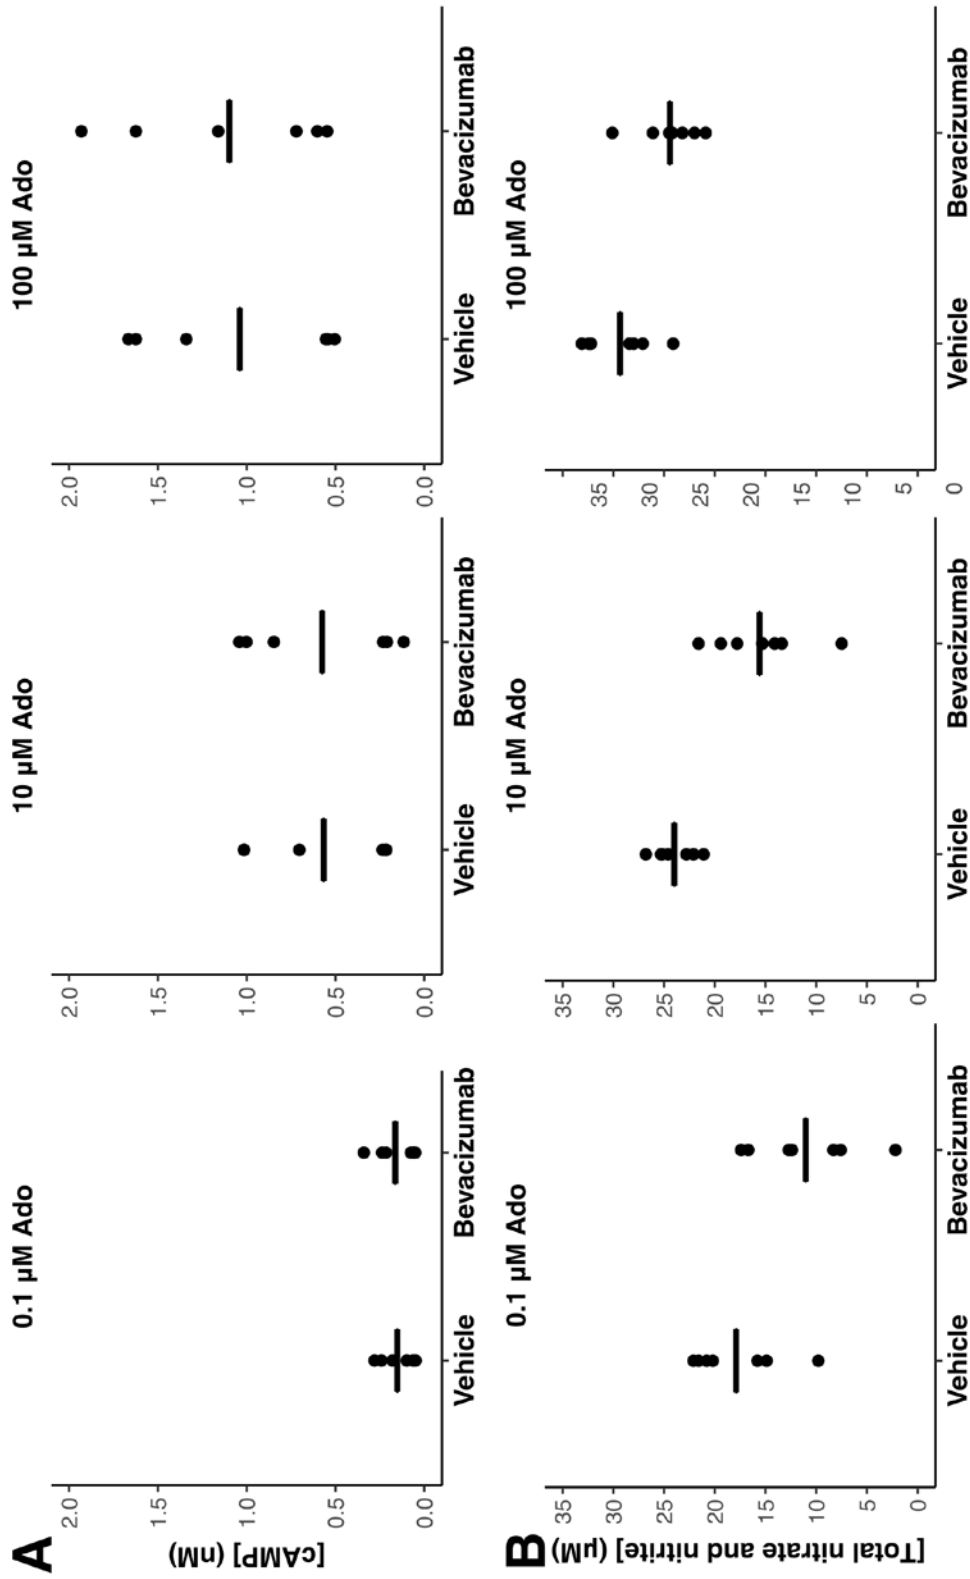 A
[cAMP] (nM)
0.1 µM Ado
2.0
1.5
1.0
0.5
0.0
Vehicle
Bevacizumab
10 µM Ado
2.0
1.5
1.0
0.5
0.0
Vehicle
Bevacizumab
100 µM Ado
2.0
1.5
1.0
0.5
0.0
Vehicle
Bevacizumab
B
[Total nitrate and nitrite] (µM)
0.1 µM Ado
35
30
25
20
15
10
5
0
Vehicle
Bevacizumab
10 µM Ado
35
30
25
20
15
10
5
0
Vehicle
Bevacizumab
100 µM Ado
35
30
25
20
15
10
5
0
Vehicle
Bevacizumab